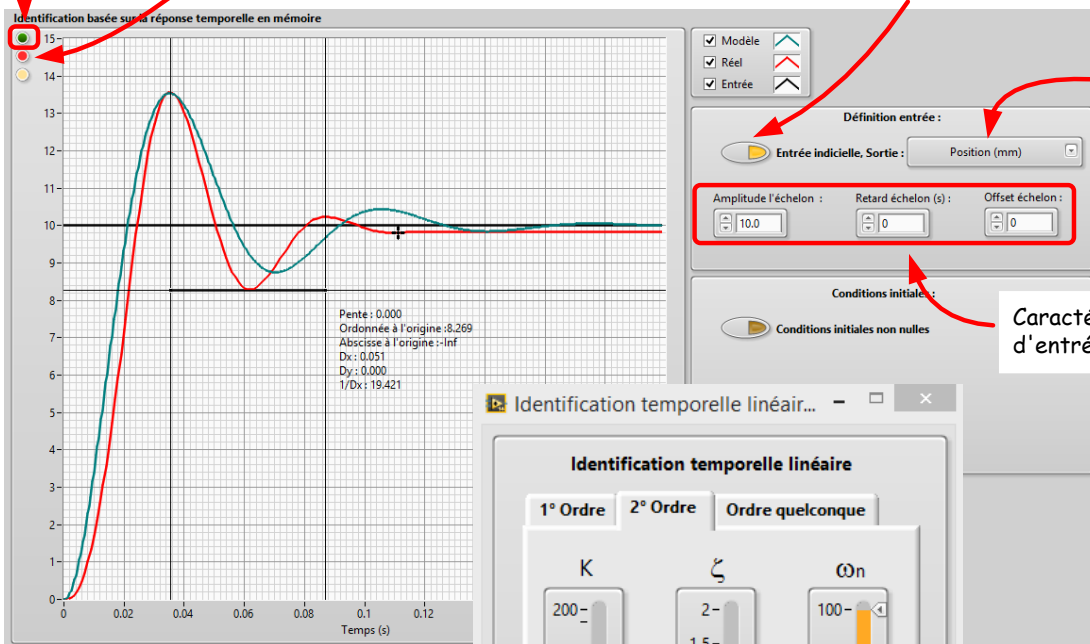 Identification basée sur la réponse temporelle en mémoire
15
14
13
12
11
10
9
8
7
6
5
4
3
2
1
0
0 0.02 0.04 0.06 0.08 0.1 0.12
Temps (s)
Pente : 0.000
Ordonnée à l'origine :8.269
Abscisse à l'origine :-Inf
Dx : 0.051
Dy : 0.000
1/Dx : 19.421
Modèle
Réel
Entrée
Définition entrée :
Entrée indicielle, Sortie : Position (mm)
Amplitude l'échelon : Retard échelon (s) : Offset échelon :
10.0 0 0
Conditions initiales :
Conditions initiales non nulles
Caracté
d'entré
Identification temporelle linéair...
Identification temporelle linéaire
1° Ordre 2° Ordre Ordre quelconque
K ζ ωn
200 2 100
1.5